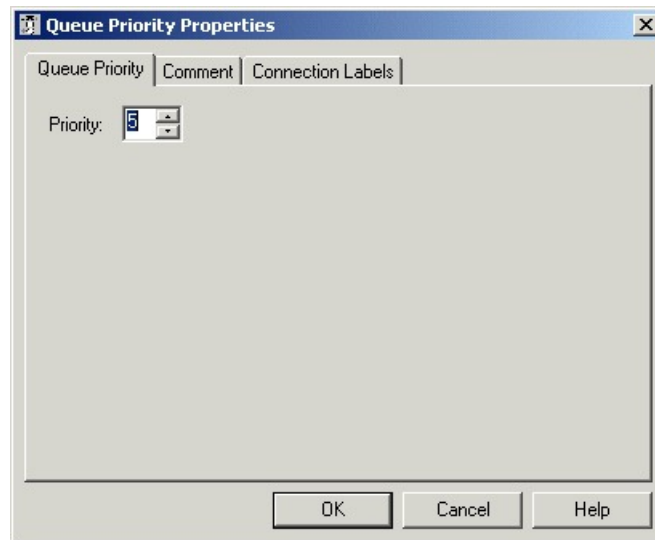 Queue Priority Properties
Queue Priority Comment Connection Labels
Priority: 5
OK Cancel Help